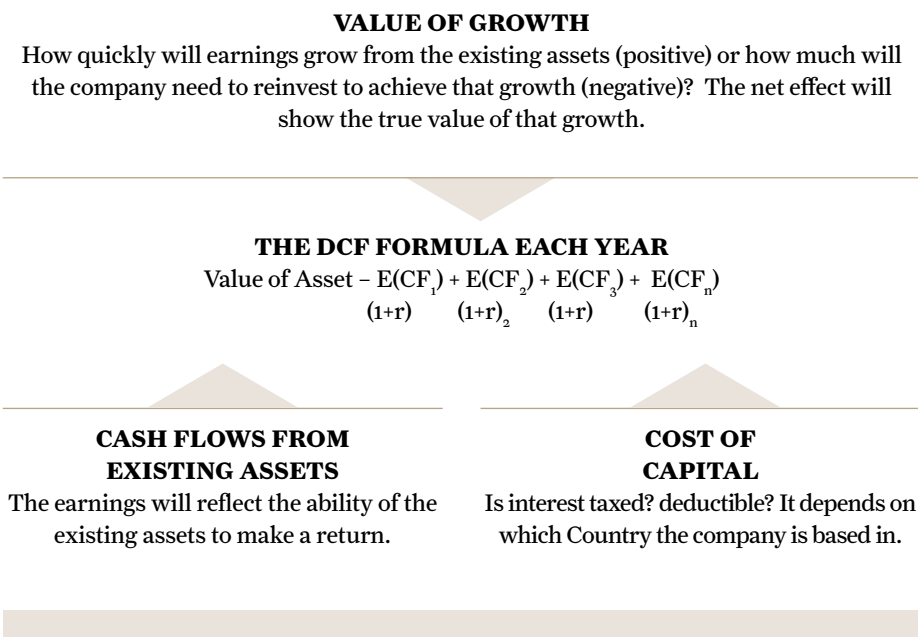 VALUE OF GROWTH
How quickly will earnings grow from the existing assets (positive) or how much will
the company need to reinvest to achieve that growth (negative)? The net effect will
show the true value of that growth.
THE DCF FORMULA EACH YEAR
Value of Asset – E(CF₁) + E(CF₂) + E(CF₃) + E(CFₙ)
(1+r) (1+r)₂ (1+r) (1+r)ₙ
CASH FLOWS FROM
EXISTING ASSETS
The earnings will reflect the ability of the
existing assets to make a return.
COST OF
CAPITAL
Is interest taxed? deductible? It depends on
which Country the company is based in.